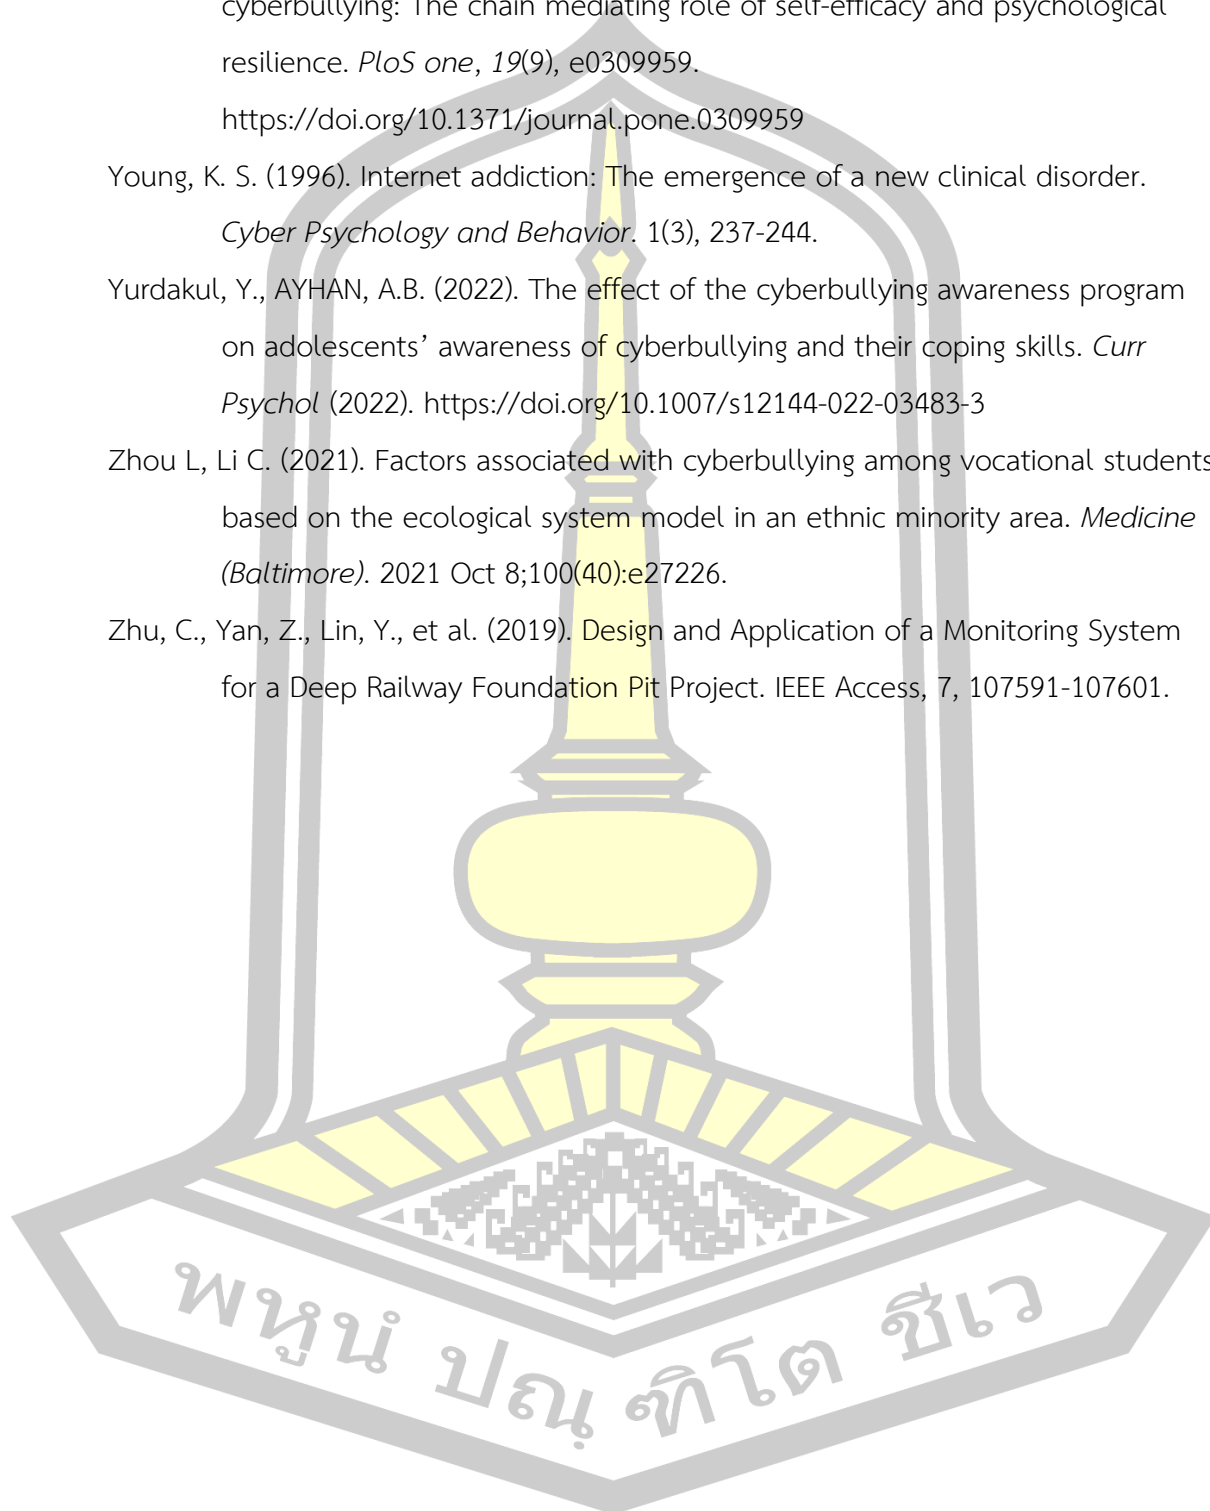 cyberbullying: The chain mediating role of self-efficacy and psychological
resilience. PloS one, 19(9), e0309959.
https://doi.org/10.1371/journal.pone.0309959
Young, K. S. (1996). Internet addiction: The emergence of a new clinical disorder.
Cyber Psychology and Behavior. 1(3), 237-244.
Yurdakul, Y., AYHAN, A.B. (2022). The effect of the cyberbullying awareness program
on adolescents’ awareness of cyberbullying and their coping skills. Curr
Psychol (2022). https://doi.org/10.1007/s12144-022-03483-3
Zhou L, Li C. (2021). Factors associated with cyberbullying among vocational students
based on the ecological system model in an ethnic minority area. Medicine
(Baltimore). 2021 Oct 8;100(40):e27226.
Zhu, C., Yan, Z., Lin, Y., et al. (2019). Design and Application of a Monitoring System
for a Deep Railway Foundation Pit Project. IEEE Access, 7, 107591-107601.
พหูนํ ปณฺฑิโต ชีเว